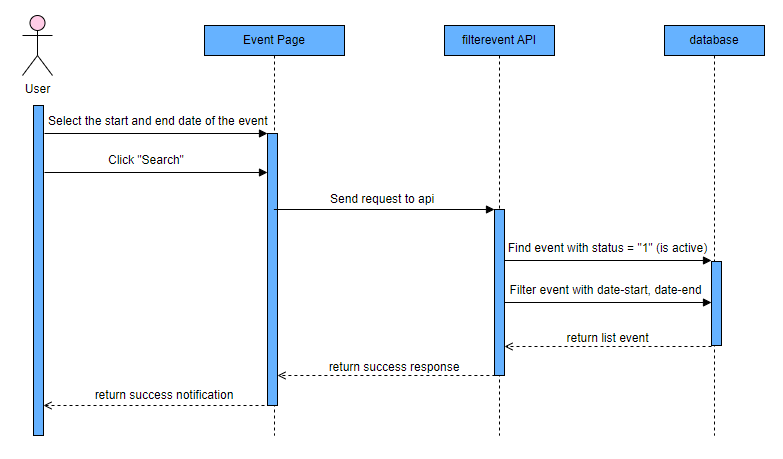 Event Page
filterevent API
database
User
Select the start and end date of the event
Click "Search"
Send request to api
Find event with status = "1" (is active)
Filter event with date-start, date-end
return list event
return success response
return success notification